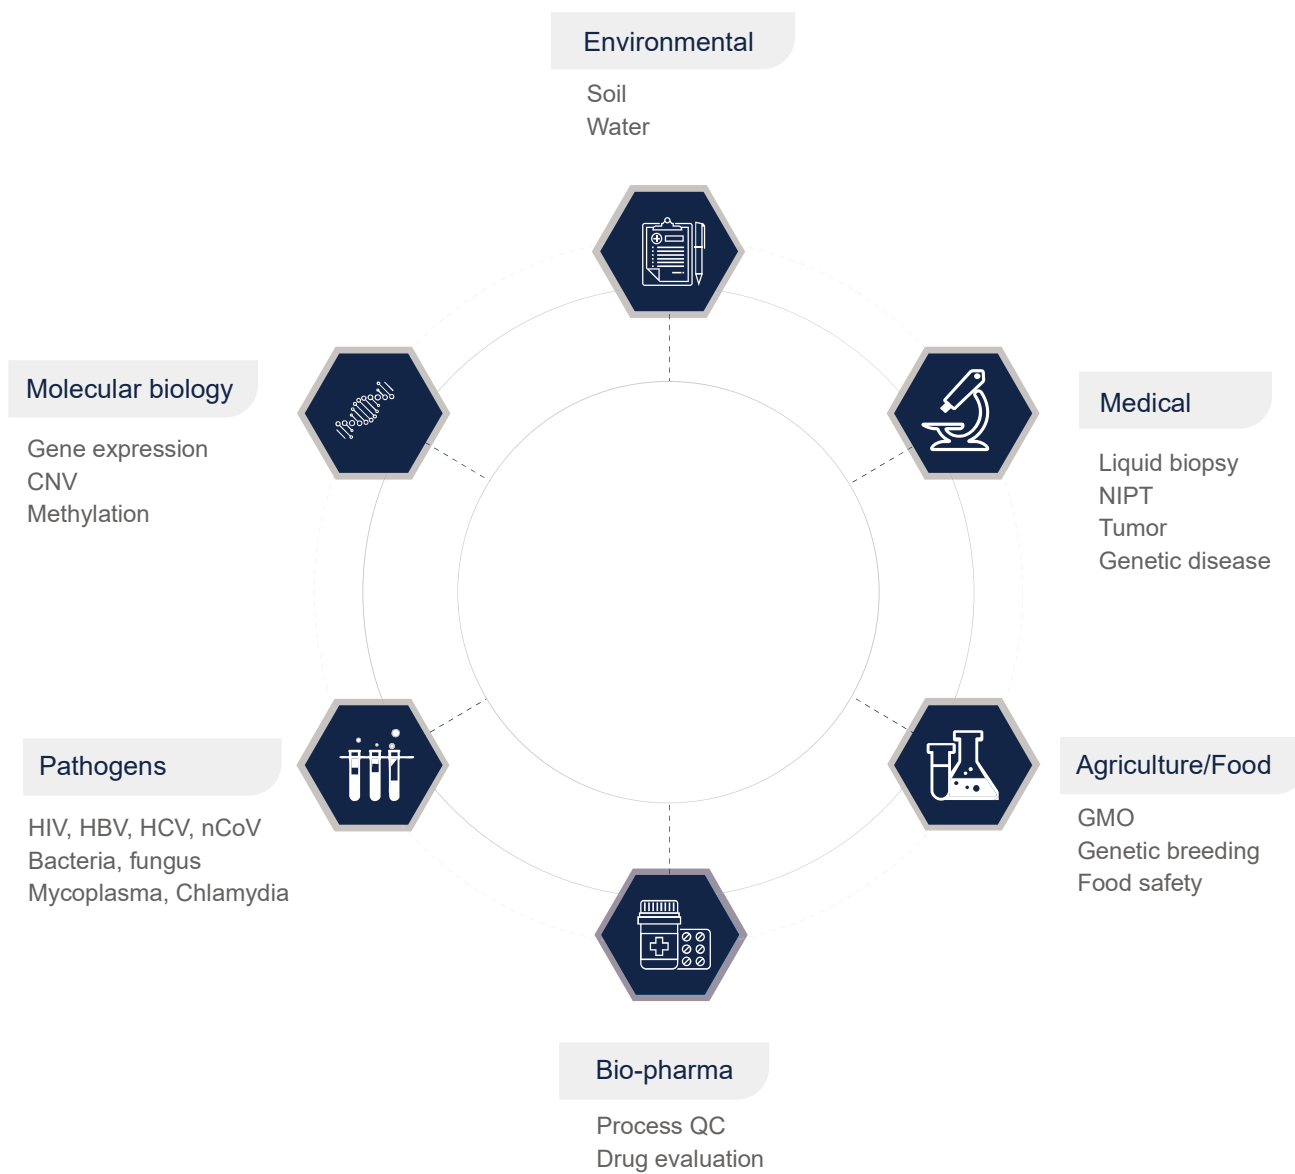 Environmental
Soil
Water
Molecular biology
Gene expression
CNV
Methylation
Medical
Liquid biopsy
NIPT
Tumor
Genetic disease
Pathogens
HIV, HBV, HCV, nCoV
Bacteria, fungus
Mycoplasma, Chlamydia
Agriculture/Food
GMO
Genetic breeding
Food safety
Bio-pharma
Process QC
Drug evaluation